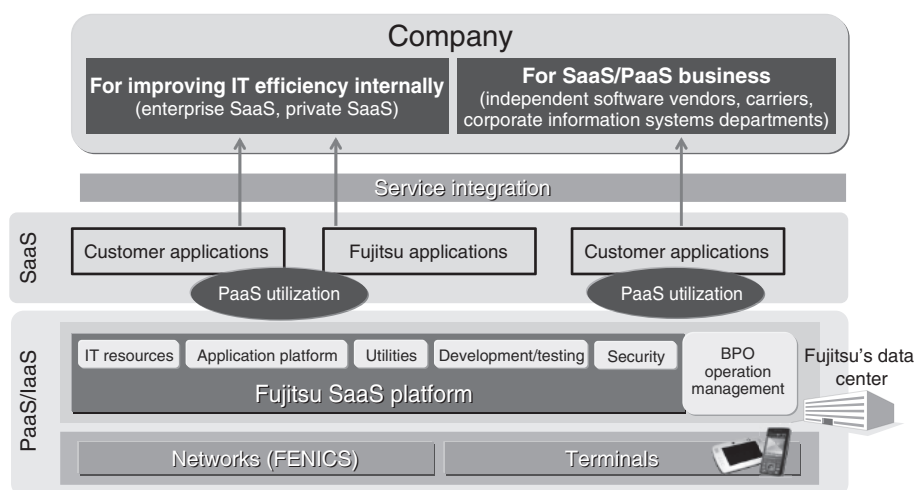 Company
For improving IT efficiency internally
(enterprise SaaS, private SaaS)
For SaaS/PaaS business
(independent software vendors, carriers,
corporate information systems departments)
Service integration
SaaS
Customer applications
Fujitsu applications
Customer applications
PaaS utilization
PaaS utilization
PaaS/IaaS
IT resources
Application platform
Utilities
Development/testing
Security
BPO
operation
management
Fujitsu SaaS platform
Fujitsu's data
center
Networks (FENICS)
Terminals